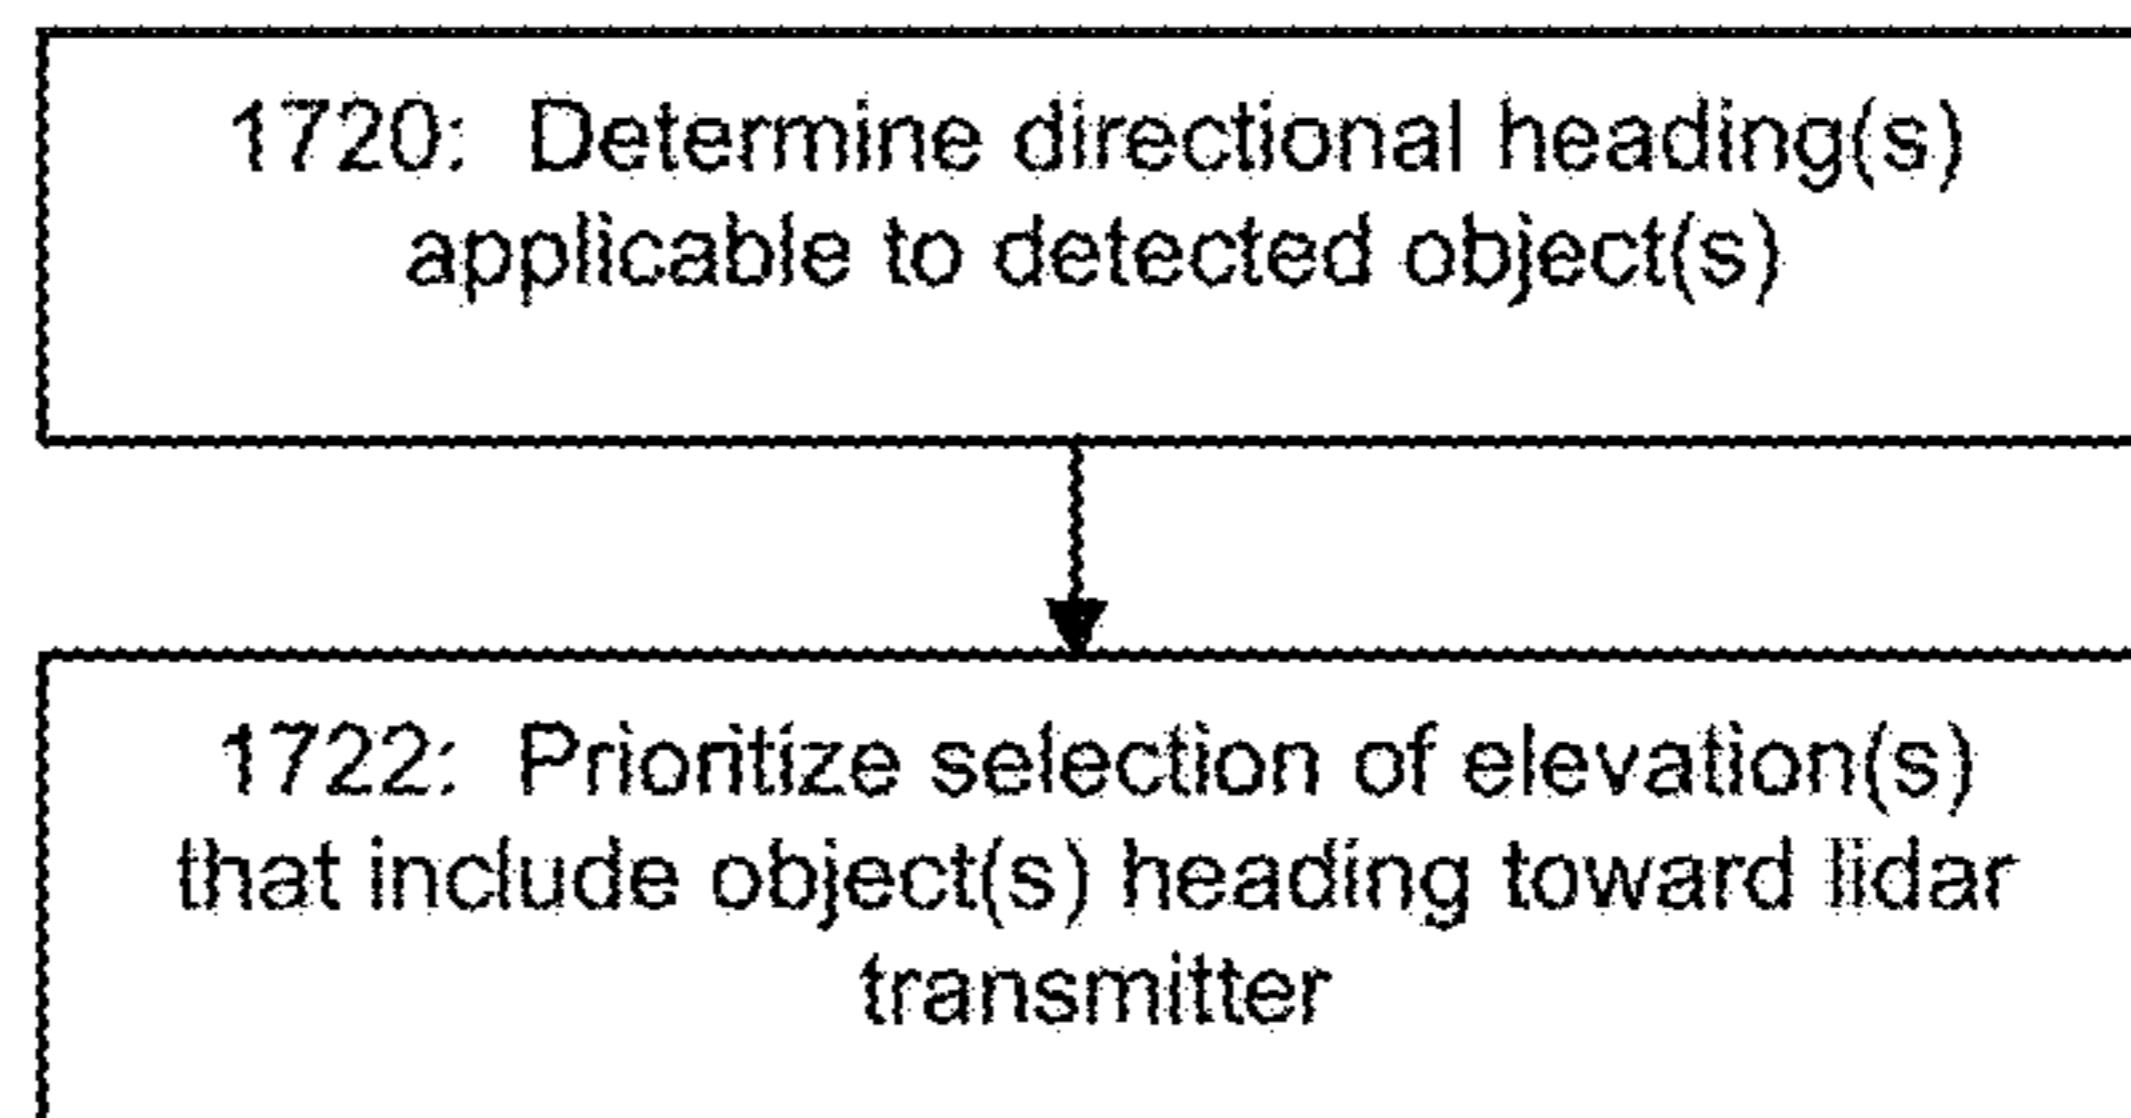 1720: Determine directional heading(s)
applicable to detected object(s)
1722: Prioritize selection of elevation(s)
that include object(s) heading toward lidar
transmitter